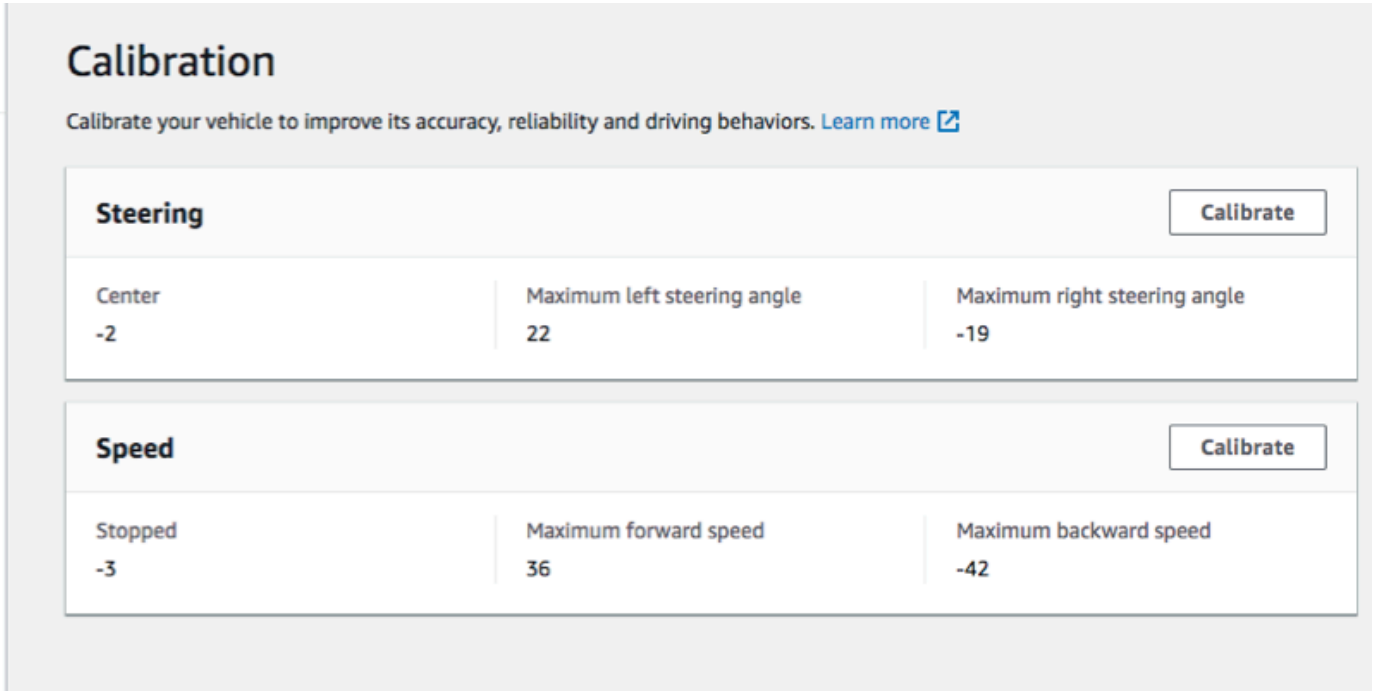 Calibration
Calibrate your vehicle to improve its accuracy, reliability and driving behaviors. Learn more
Steering
Calibrate
Center
Maximum left steering angle
Maximum right steering angle
-2
22
-19
Speed
Calibrate
Stopped
Maximum forward speed
Maximum backward speed
-3
36
-42